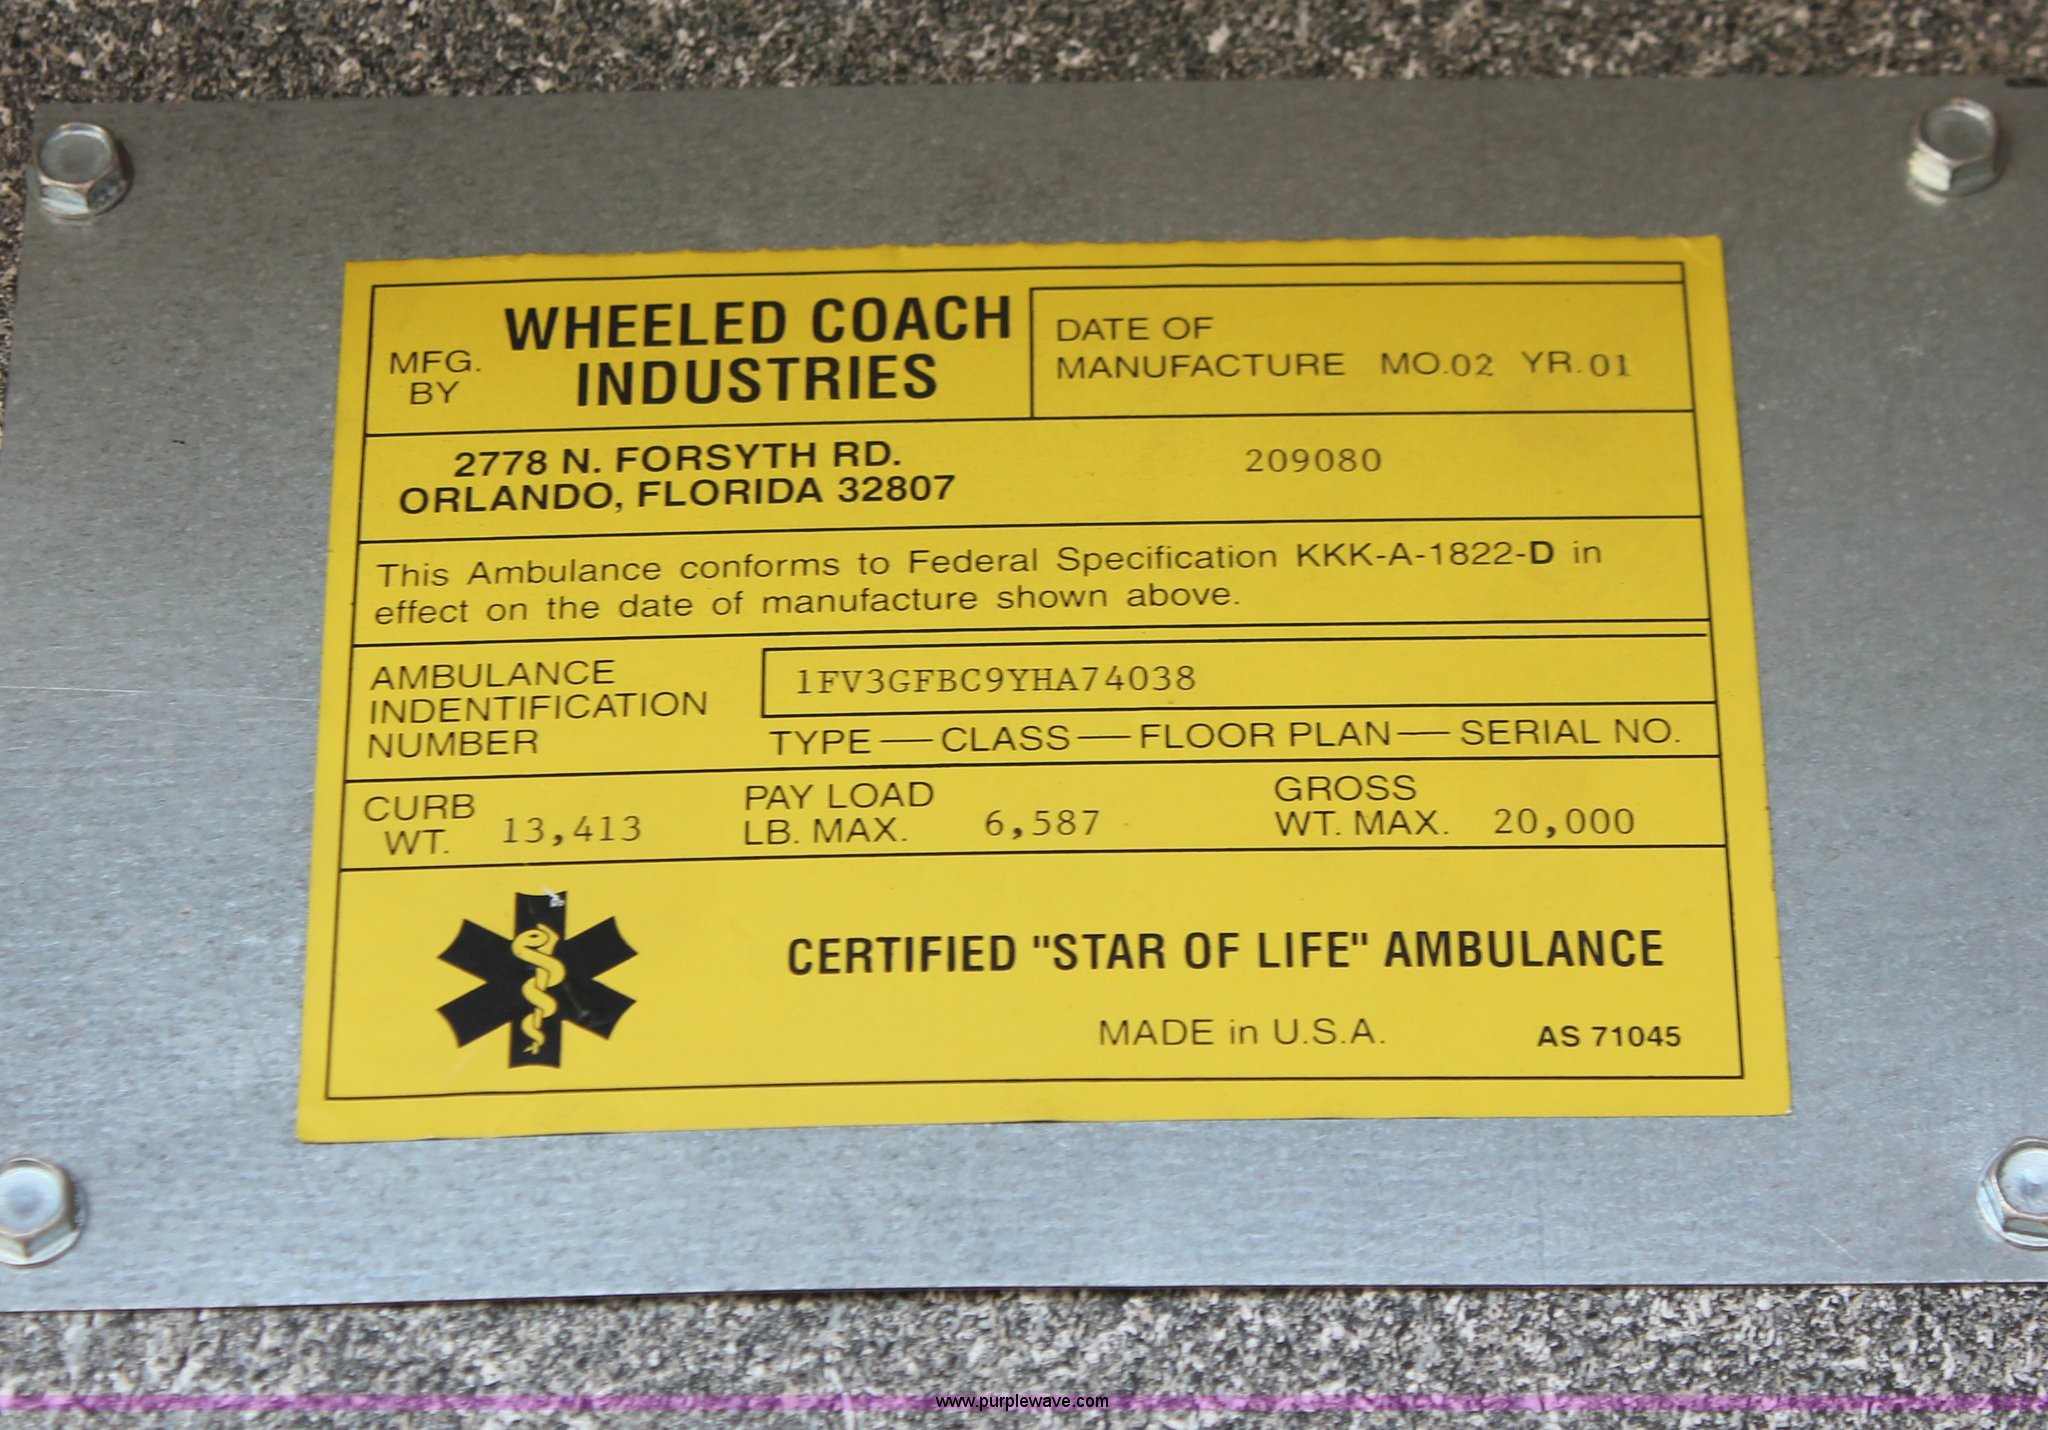 MFG. BY
WHEELED COACH
INDUSTRIES
DATE OF
MANUFACTURE MO.02 YR.01
2778 N. FORSYTH RD.
ORLANDO, FLORIDA 32807
209080
This Ambulance conforms to Federal Specification KKK-A-1822-D in
effect on the date of manufacture shown above.
AMBULANCE
INDENTIFICATION
NUMBER
1FV3GFBC9YHA74038
TYPE — CLASS — FLOOR PLAN — SERIAL NO.
CURB
WT. 13,413
PAY LOAD
LB. MAX. 6,587
GROSS
WT. MAX. 20,000
CERTIFIED "STAR OF LIFE" AMBULANCE
MADE in U.S.A.
AS 71045
www.purplewave.com